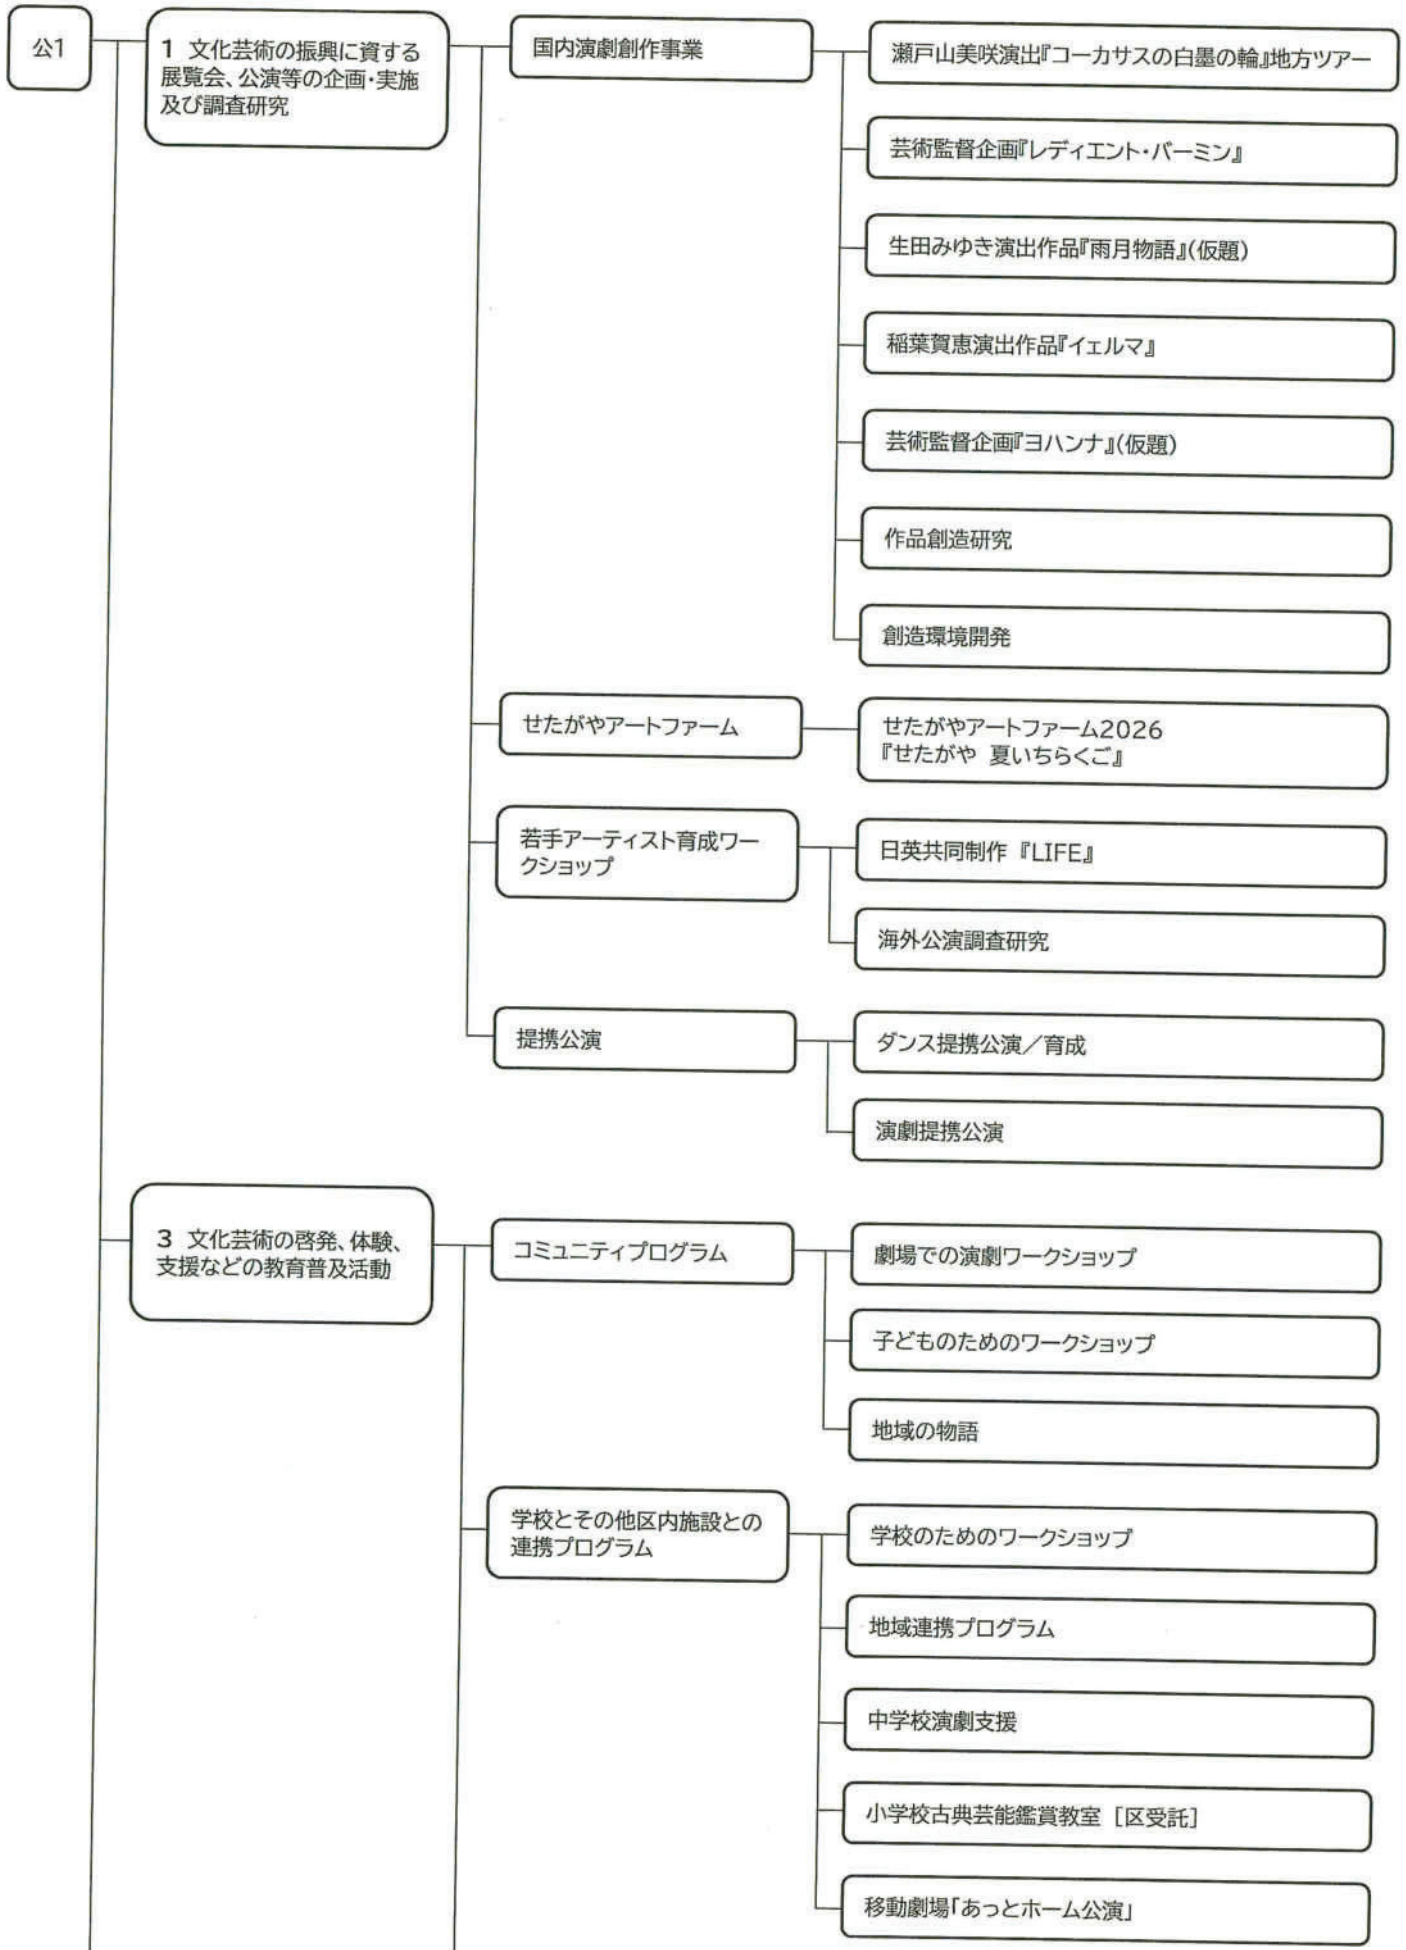 公1
1 文化芸術の振興に資する
展覧会、公演等の企画・実施
及び調査研究
国内演劇創作事業
瀬戸山美咲演出『コーカサスの白墨の輪』地方ツアー
芸術監督企画『レディエント・バーミン』
生田みゆき演出作品『雨月物語』(仮題)
稲葉賀恵演出作品『イェルマ』
芸術監督企画『ヨハンナ』(仮題)
作品創造研究
創造環境開発
せたがやアートファーム
せたがやアートファーム2026
『せたがや 夏いちらくご』
若手アーティスト育成ワー
クショップ
日英共同制作 『LIFE』
海外公演調査研究
提携公演
ダンス提携公演／育成
演劇提携公演
3 文化芸術の啓発、体験、
支援などの教育普及活動
コミュニティプログラム
劇場での演劇ワークショップ
子どものためのワークショップ
地域の物語
学校とその他区内施設との
連携プログラム
学校のためのワークショップ
地域連携プログラム
中学校演劇支援
小学校古典芸能鑑賞教室 ［区受託］
移動劇場「あっとホーム公演」